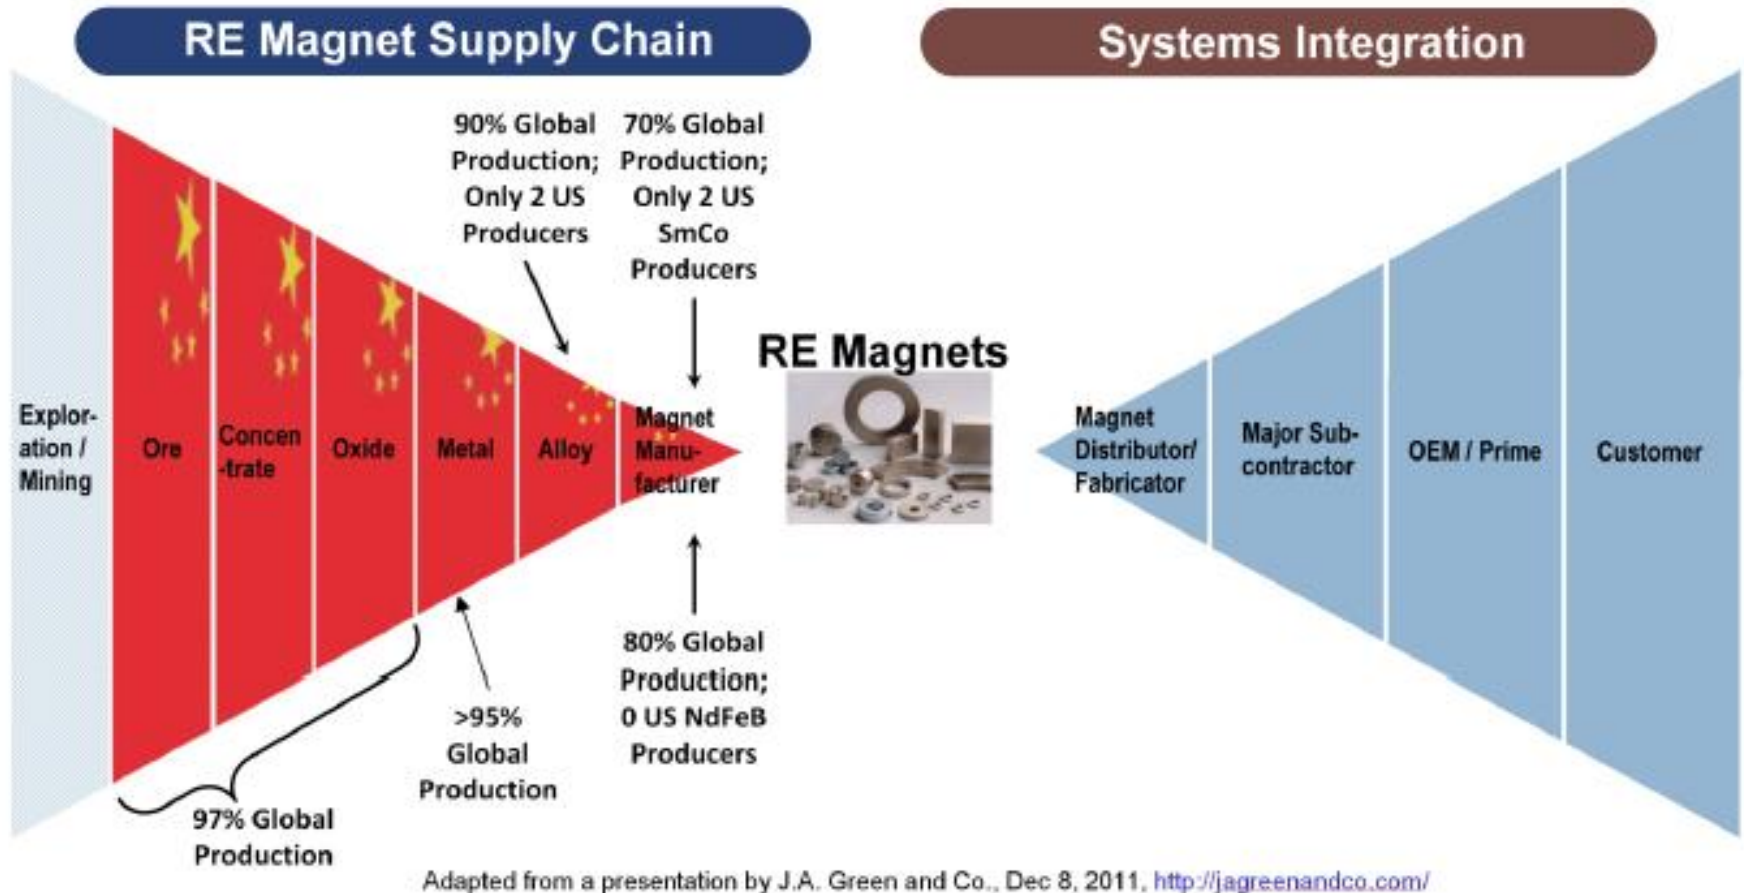 RE Magnet Supply Chain
Systems Integration
90% Global
Production;
Only 2 US
Producers
70% Global
Production;
Only 2 US
SmCo
Producers
RE Magnets
Explor-
ation /
Mining
Ore
Concen
-trate
Oxide
Metal
Alloy
Magnet
Manu-
facturer
Magnet
Distributor/
Fabricator
Major Sub-
contractor
OEM / Prime
Customer
97% Global
Production
>95%
Global
Production
80% Global
Production;
0 US NdFeB
Producers
Adapted from a presentation by J.A. Green and Co., Dec 8, 2011, http://jagreenandco.com/